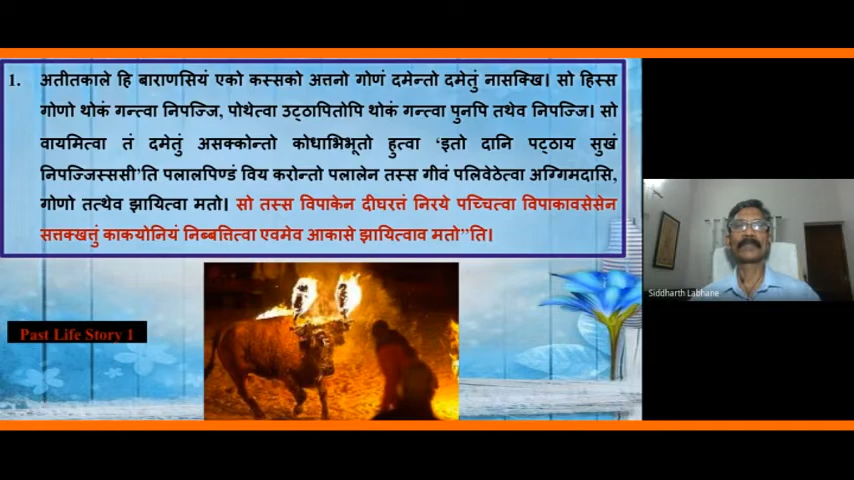 1. अतीतकाले हि बाराणसियं एको कस्सको अत्तनो गोणं दमेन्तो दमेतुं नासक्खि। सो हिस्स
गोणो थोकं गन्त्वा निपज्जि, पोथेत्वा उट्ठापितोपि थोकं गन्त्वा पुनपि तथेव निपज्जि। सो
वायमित्वा तं दमेतुं असक्कोन्तो कोधाभिभूतो हुत्वा ‘इतो दानि पट्ठाय सुखं
निपज्जिस्ससी’ति पलालपिण्डं विय करोन्तो पलालेन तस्स गीवं पलिवेठेत्वा अग्गिमदासि,
गोणो तत्थेव झायित्वा मतो। सो तस्स विपाकेन दीघरत्तं निरये पच्चित्वा विपाकावसेसेन
सत्तक्खत्तुं काकयोनियं निब्बत्तित्वा एवमेव आकासे झायित्वाव मतो”ति।
Siddharth Labhane
Past Life Story 1